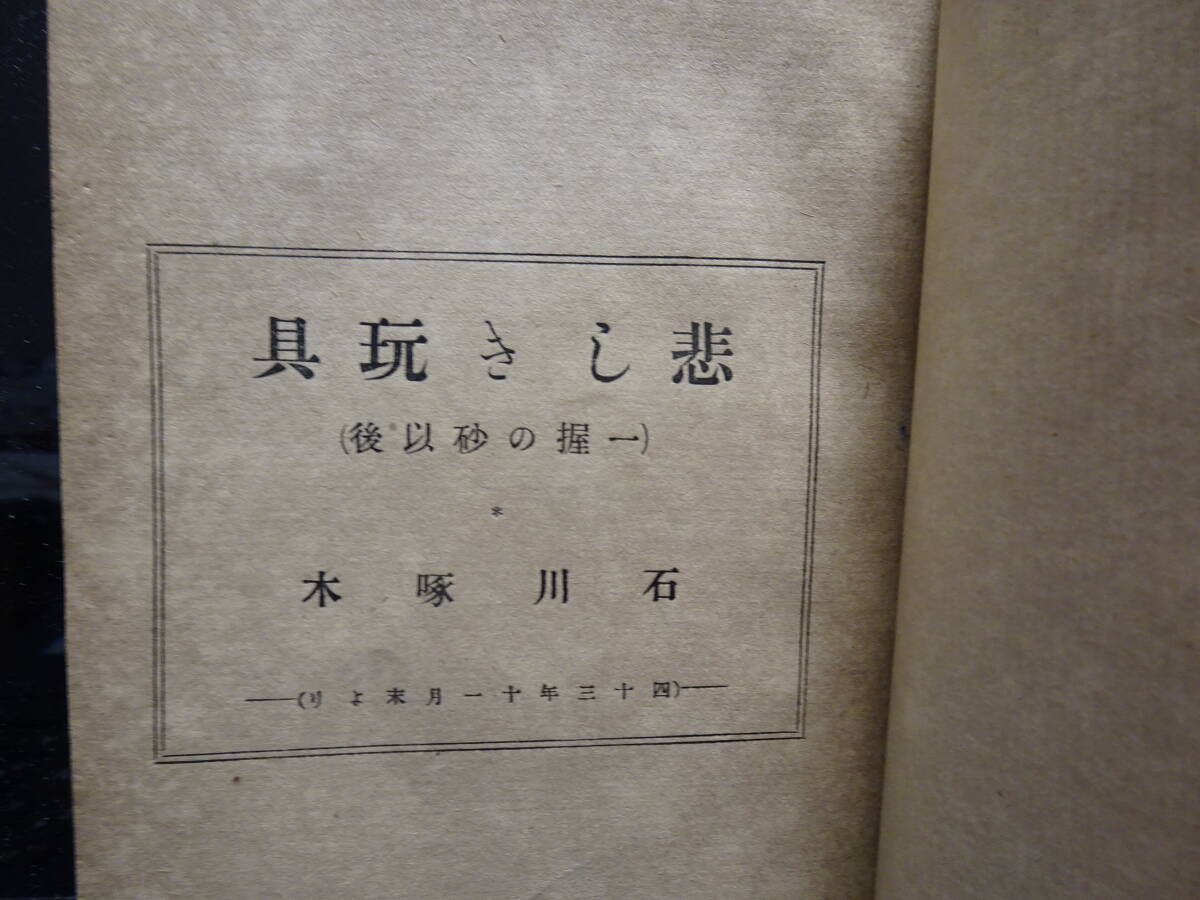 悲しき玩具
(一握の砂以後)
*
石川啄木
――(四十三年十一月末より)――